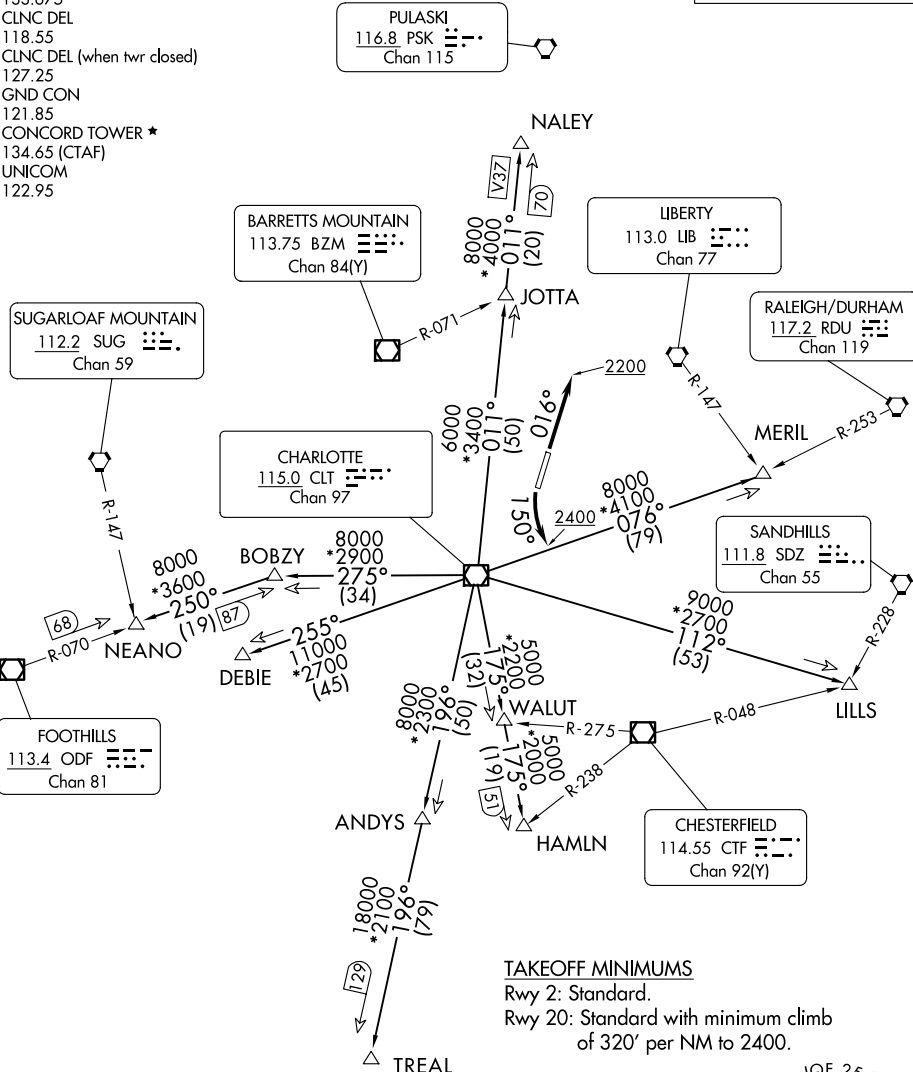 CLNC DEL
118.55
CLNC DEL (when twr closed)
127.25
GND CON
121.85
CONCORD TOWER ★
134.65 (CTAF)
UNICOM
122.95
PULASKI
116.8 PSK
Chan 115
NALEY
V37
70
8000
*4000
011°
(20)
BARRETTS MOUNTAIN
113.75 BZM
Chan 84(Y)
R-071
JOTTA
LIBERTY
113.0 LIB
Chan 77
R-147
RALEIGH/DURHAM
117.2 RDU
Chan 119
R-253
MERIL
SUGARLOAF MOUNTAIN
112.2 SUG
Chan 59
R-147
6000
*3400
011°
(50)
016°
2200
150°
2400
CHARLOTTE
115.0 CLT
Chan 97
8000
*4100
076°
(79)
SANDHILLS
111.8 SDZ
Chan 55
R-228
BOBZY
8000
*2900
275°
(34)
8000
*3600
250°
(19)
87
68
R-070
NEANO
DEBIE
255°
11000
*2700
(45)
9000
*2700
112°
(53)
LILLS
FOOTHILLS
113.4 ODF
Chan 81
8000
*2300
196°
(50)
5000
*2200
175°
(32)
WALUT
R-275
R-048
R-238
5000
*2000
175°
(19)
51
ANDYS
HAMLN
CHESTERFIELD
114.55 CTF
Chan 92(Y)
18000
*2100
196°
(79)
129
TREAL
TAKEOFF MINIMUMS
Rwy 2: Standard.
Rwy 20: Standard with minimum climb
of 320' per NM to 2400.